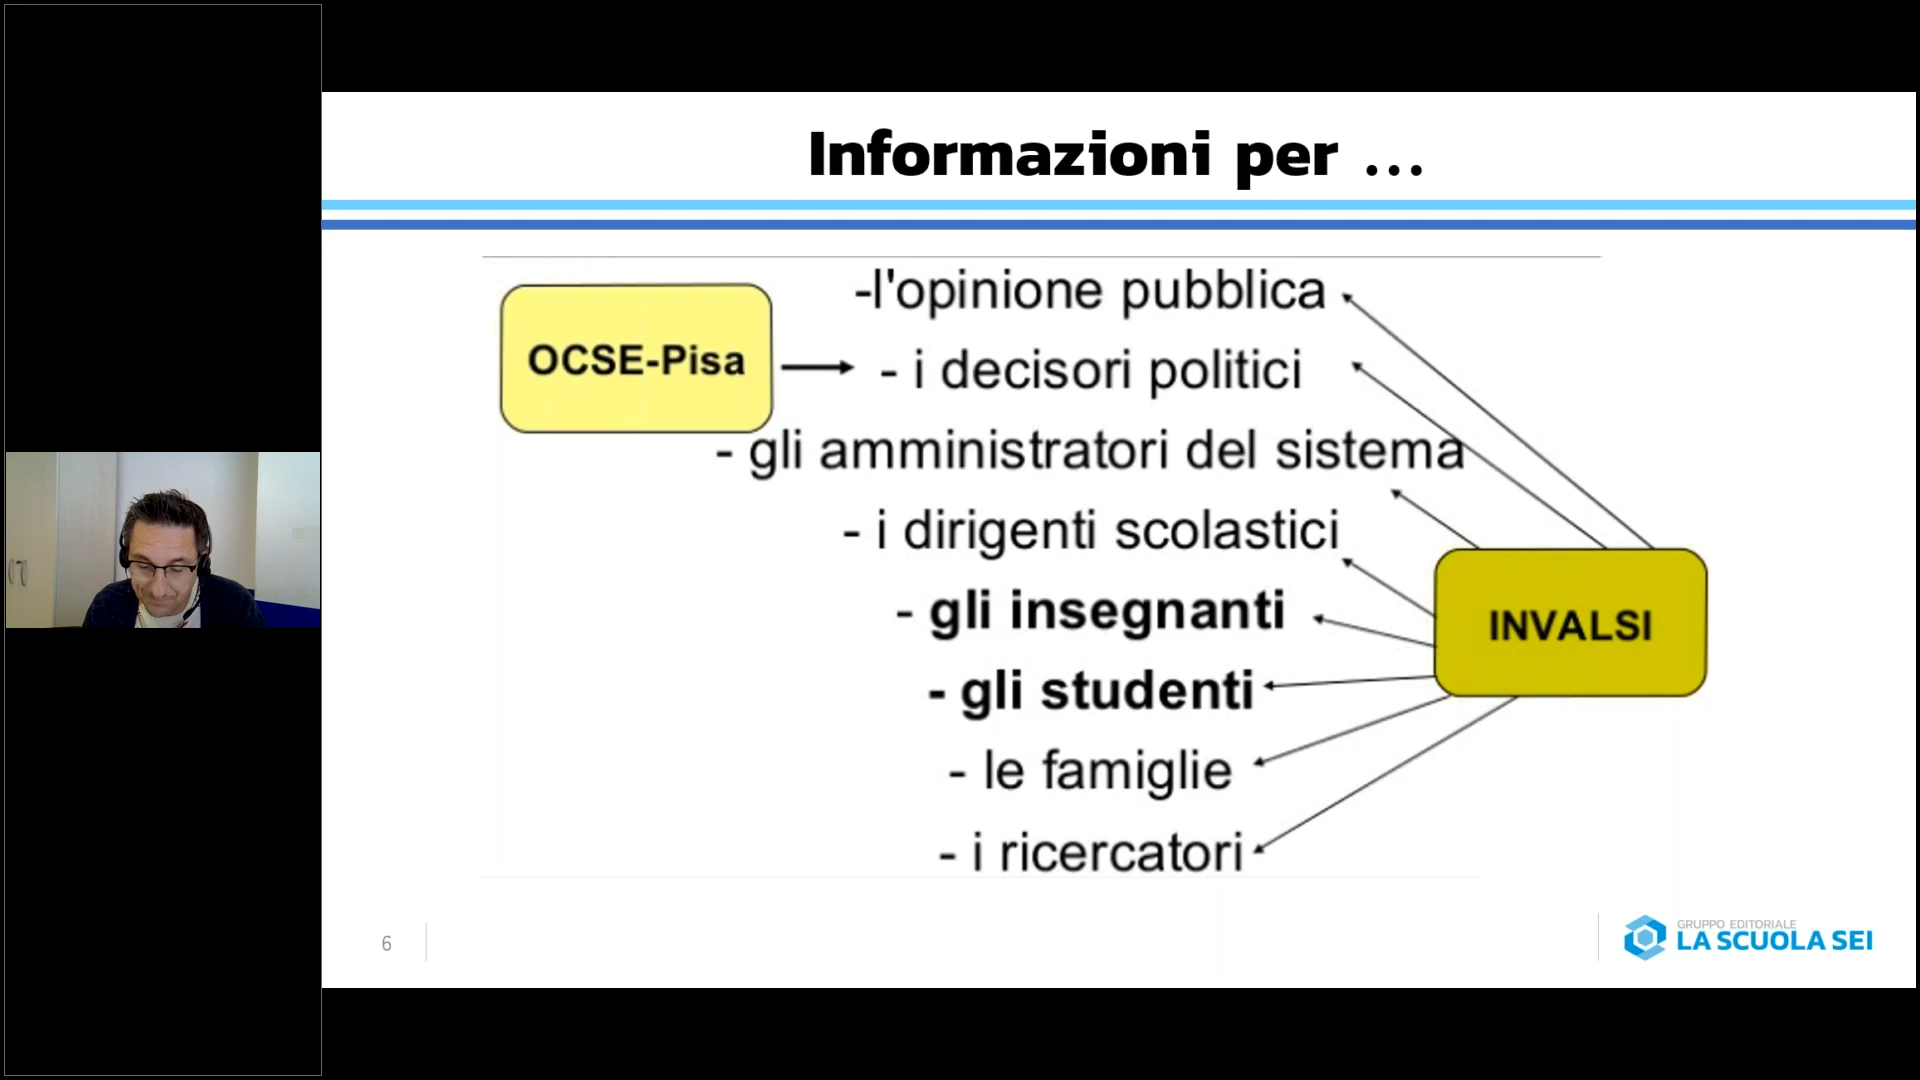 Informazioni per ...
-l'opinione pubblica
OCSE-Pisa
- i decisori politici
- gli amministratori del sistema
- i dirigenti scolastici
- gli insegnanti
INVALSI
- gli studenti
- le famiglie
- i ricercatori
6
GRUPPO EDITORIALE
LA SCUOLA SEI